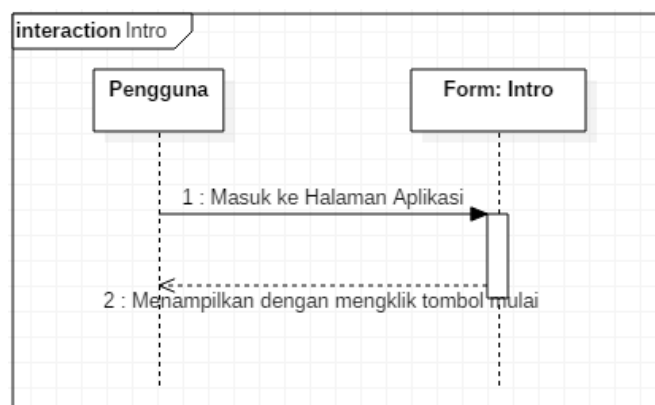 interaction Intro
Pengguna
Form: Intro
1 : Masuk ke Halaman Aplikasi
2 : Menampilkan dengan mengklik tombol mulai